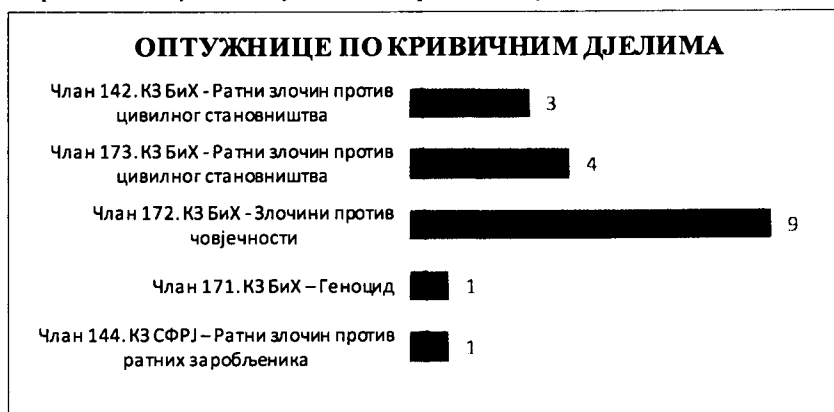 ОПТУЖНИЦЕ ПО КРИВИЧНИМ ДЈЕЛИМА
Члан 142. КЗ БиХ - Ратни злочин против
цивилног становништва
3
Члан 173. КЗ БиХ - Ратни злочин против
цивилног становништва
4
Члан 172. КЗ БиХ - Злочини против
човјечности
9
Члан 171. КЗ БиХ – Геноцид
1
Члан 144. КЗ СФРЈ – Ратни злочин против
ратних заробљеника
1